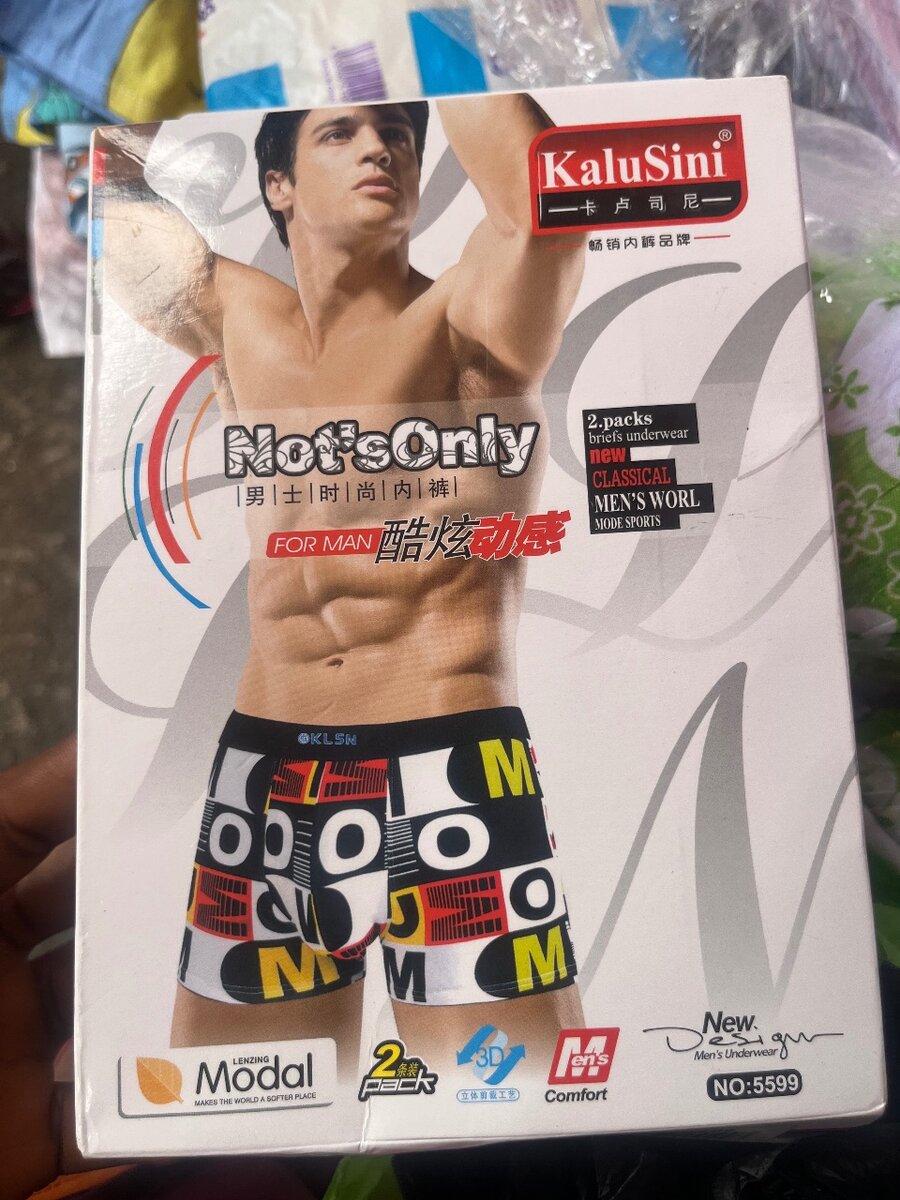 KaluSini®
卡卢司尼
畅销内裤品牌
Not'sOnly
男士时尚内裤
FOR MAN 酷炫动感
2.packs
briefs underwear
new
CLASSICAL
MEN'S WORL
MODE SPORTS
KLSN
M
O O O
M O
M M M
LENZING
Modal
MAKES THE WORLD A SOFTER PLACE
2条装
pack
3D
立体剪裁工艺
Men's
Comfort
New
Design
Men's Underwear
NO:5599